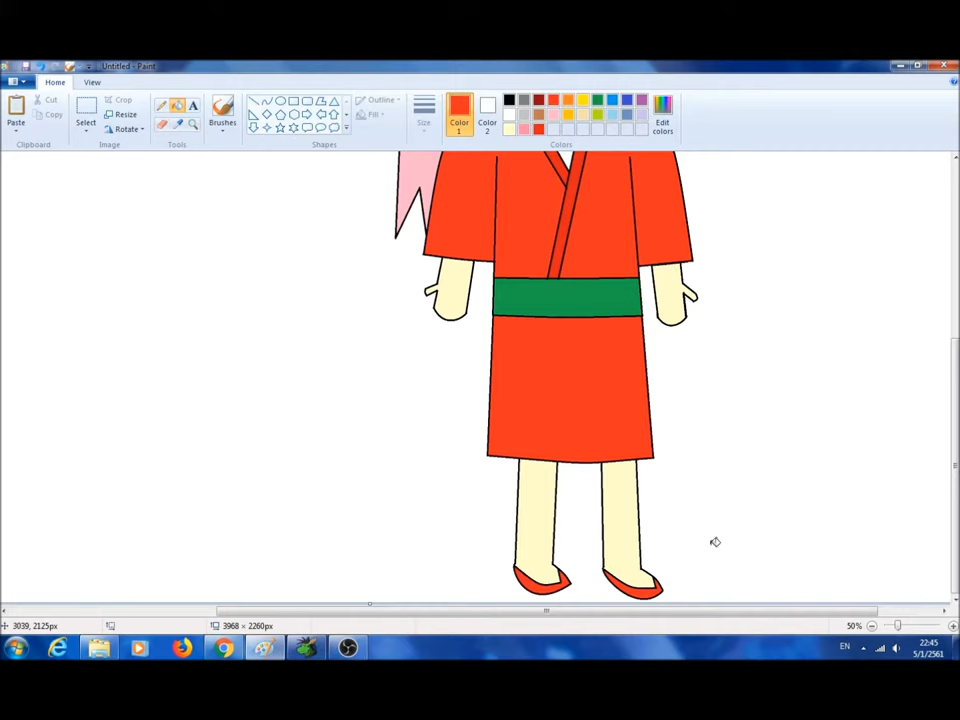 Untitled - Paint
Home View
Paste
Cut
Copy
Clipboard
Select
Crop
Resize
Rotate
Image
A
Tools
Brushes
Outline
Fill
Shapes
Size
Color 1
Color 2
Edit colors
Colors
3039, 2125px
3968 × 2260px
50%
EN
22:45
5/1/2561